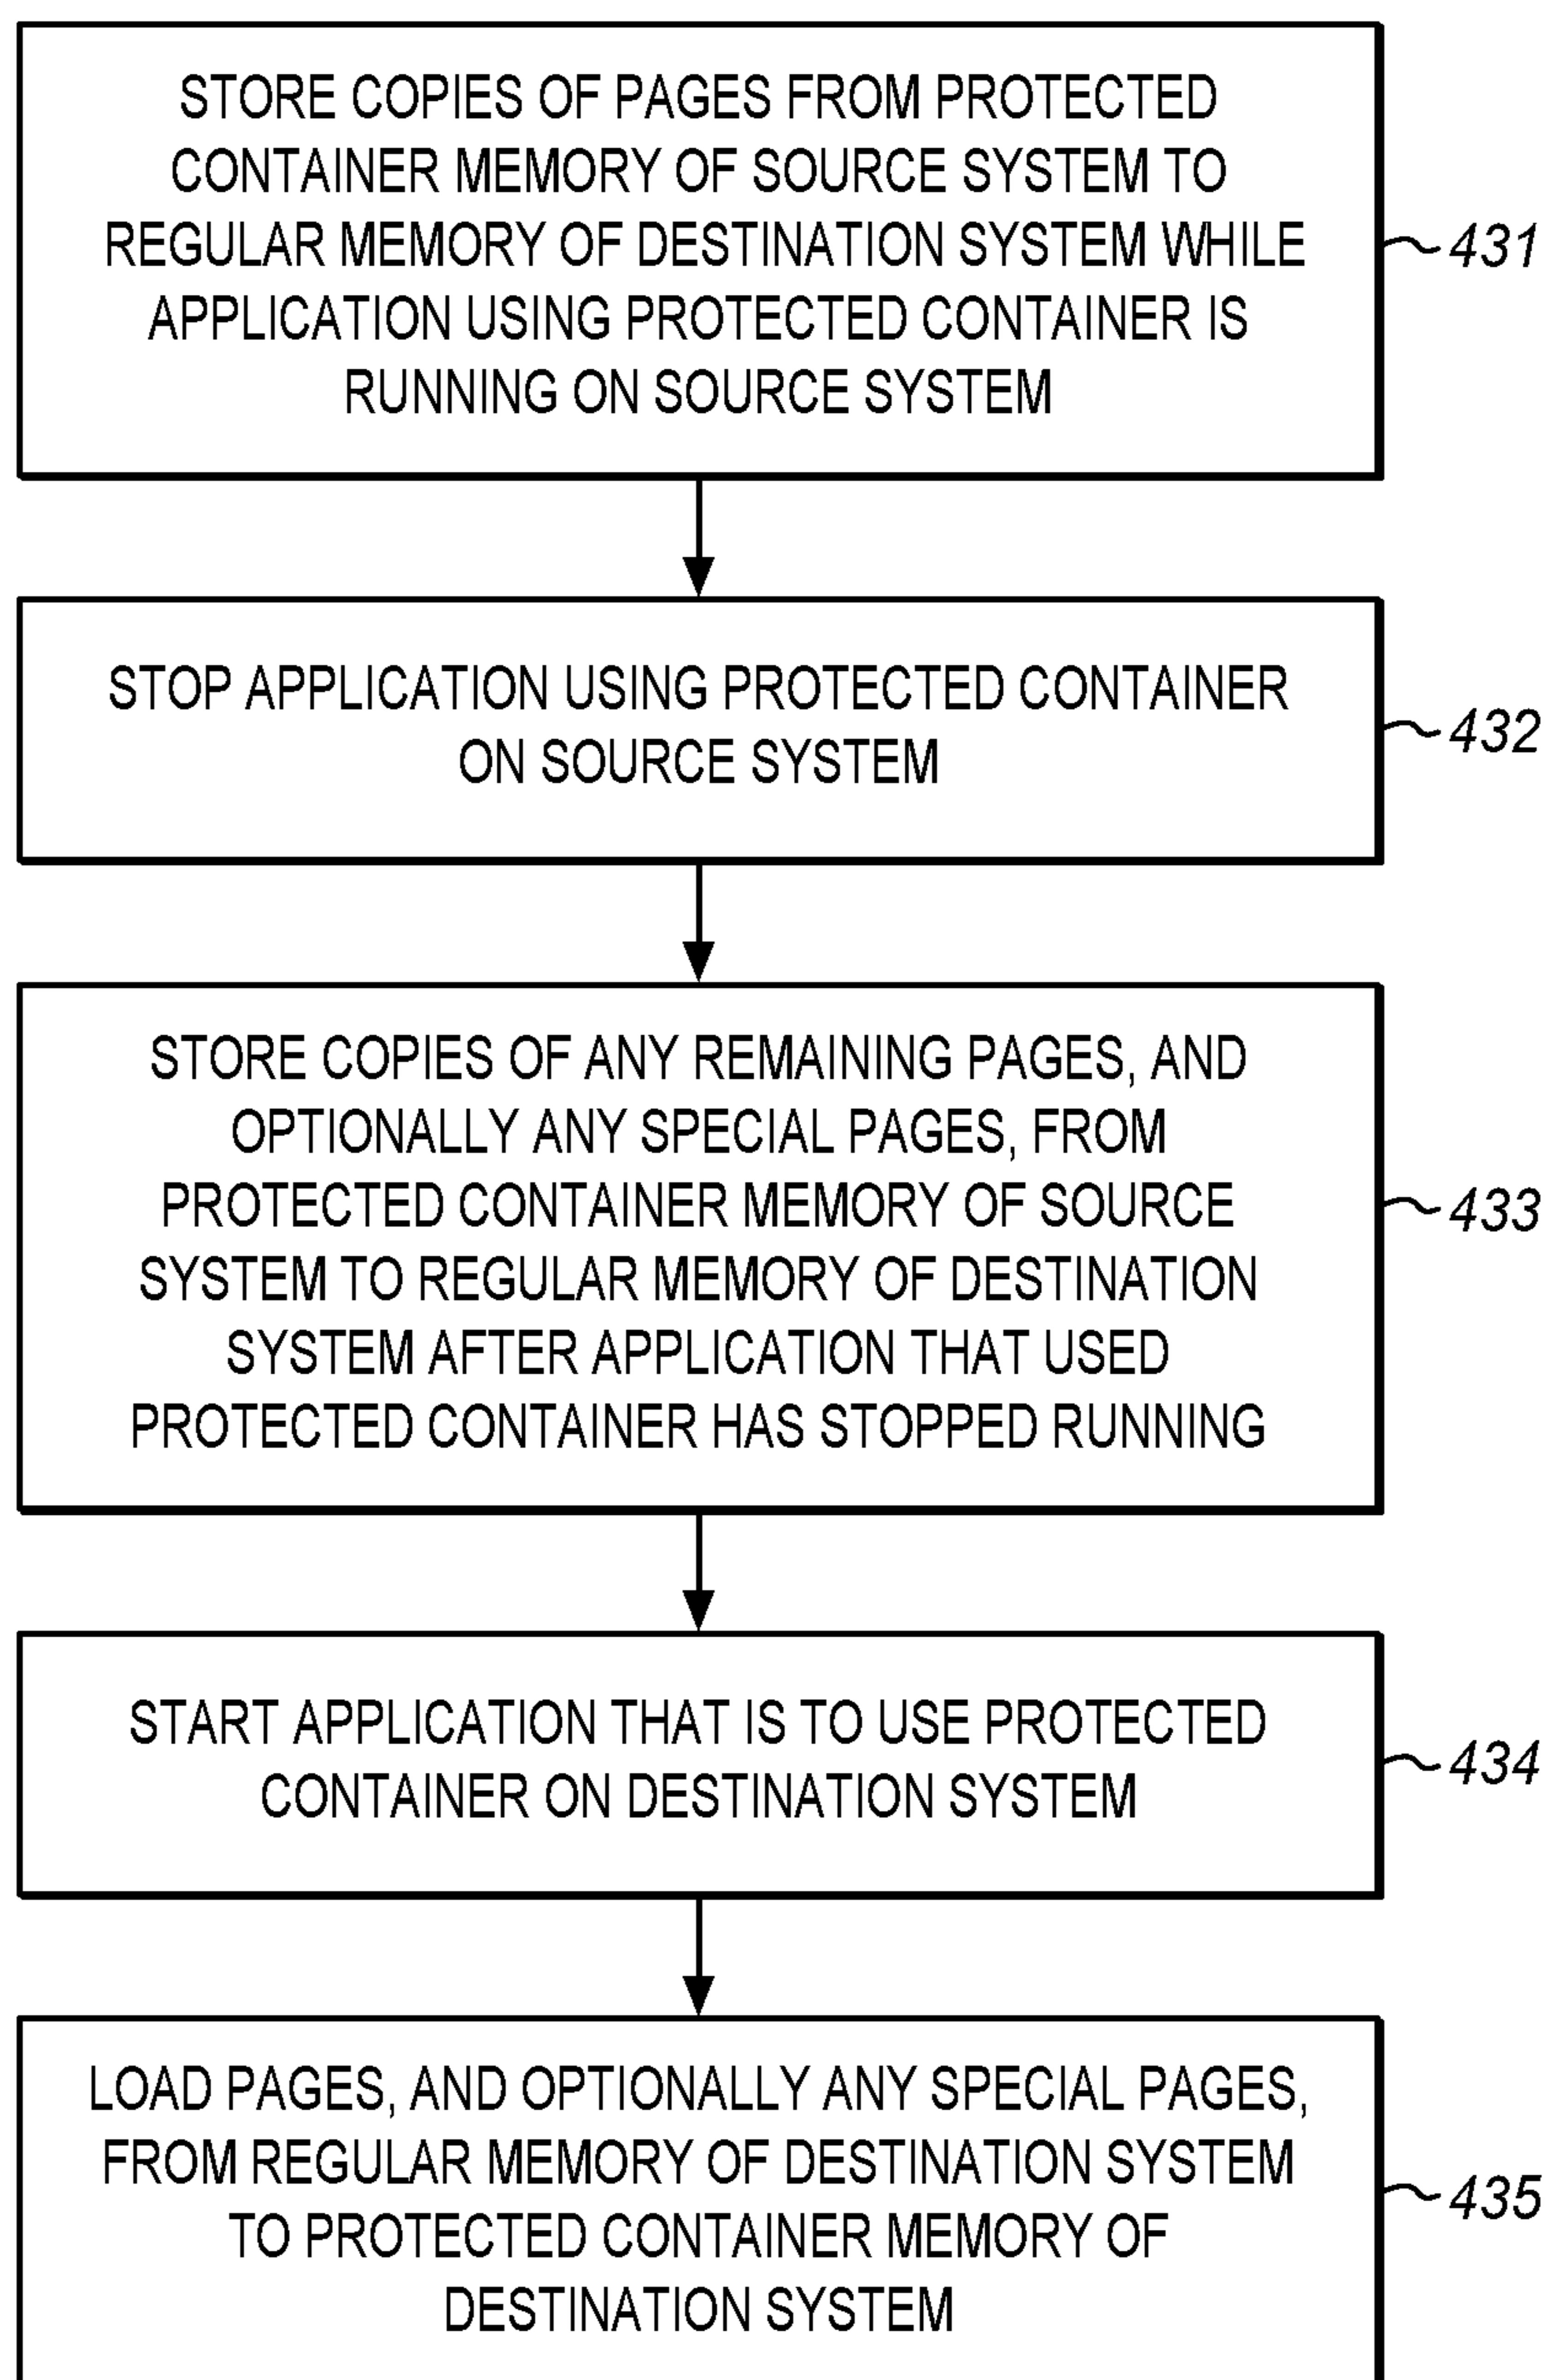 STORE COPIES OF PAGES FROM PROTECTED
CONTAINER MEMORY OF SOURCE SYSTEM TO
REGULAR MEMORY OF DESTINATION SYSTEM WHILE
APPLICATION USING PROTECTED CONTAINER IS
RUNNING ON SOURCE SYSTEM
431
STOP APPLICATION USING PROTECTED CONTAINER
ON SOURCE SYSTEM
432
STORE COPIES OF ANY REMAINING PAGES, AND
OPTIONALLY ANY SPECIAL PAGES, FROM
PROTECTED CONTAINER MEMORY OF SOURCE
SYSTEM TO REGULAR MEMORY OF DESTINATION
SYSTEM AFTER APPLICATION THAT USED
PROTECTED CONTAINER HAS STOPPED RUNNING
433
START APPLICATION THAT IS TO USE PROTECTED
CONTAINER ON DESTINATION SYSTEM
434
LOAD PAGES, AND OPTIONALLY ANY SPECIAL PAGES,
FROM REGULAR MEMORY OF DESTINATION SYSTEM
TO PROTECTED CONTAINER MEMORY OF
DESTINATION SYSTEM
435